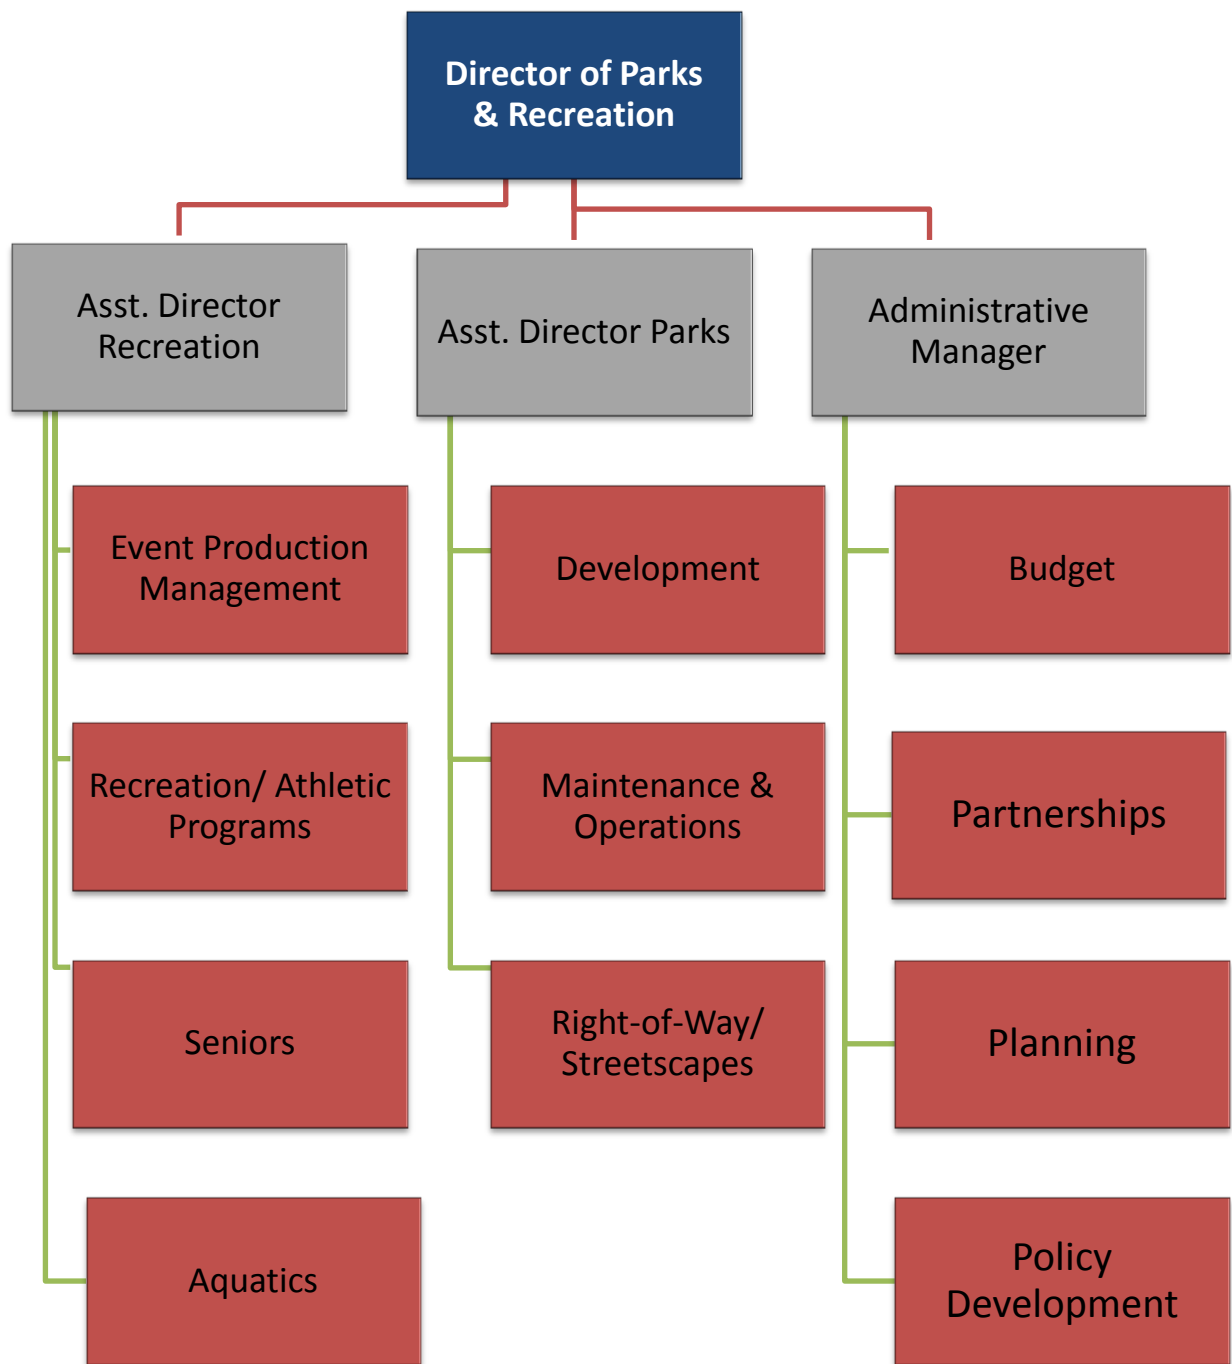 Director of Parks
& Recreation
Asst. Director
Recreation
Asst. Director Parks
Administrative
Manager
Event Production
Management
Development
Budget
Recreation/ Athletic
Programs
Maintenance &
Operations
Partnerships
Seniors
Right-of-Way/
Streetscapes
Planning
Aquatics
Policy
Development